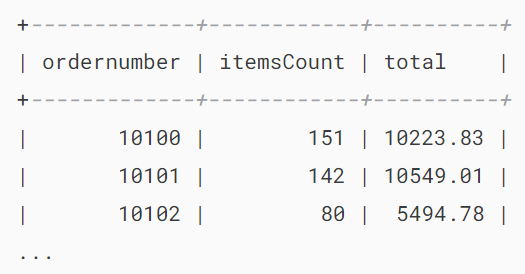 +-------------+------------+----------+
| ordernumber | itemsCount | total    |
+-------------+------------+----------+
|       10100 |        151 | 10223.83 |
|       10101 |        142 | 10549.01 |
|       10102 |         80 |  5494.78 |
...